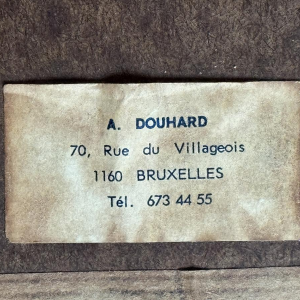 A. DOUHARD
70, Rue du Villageois
1160 BRUXELLES
Tél. 673 44 55